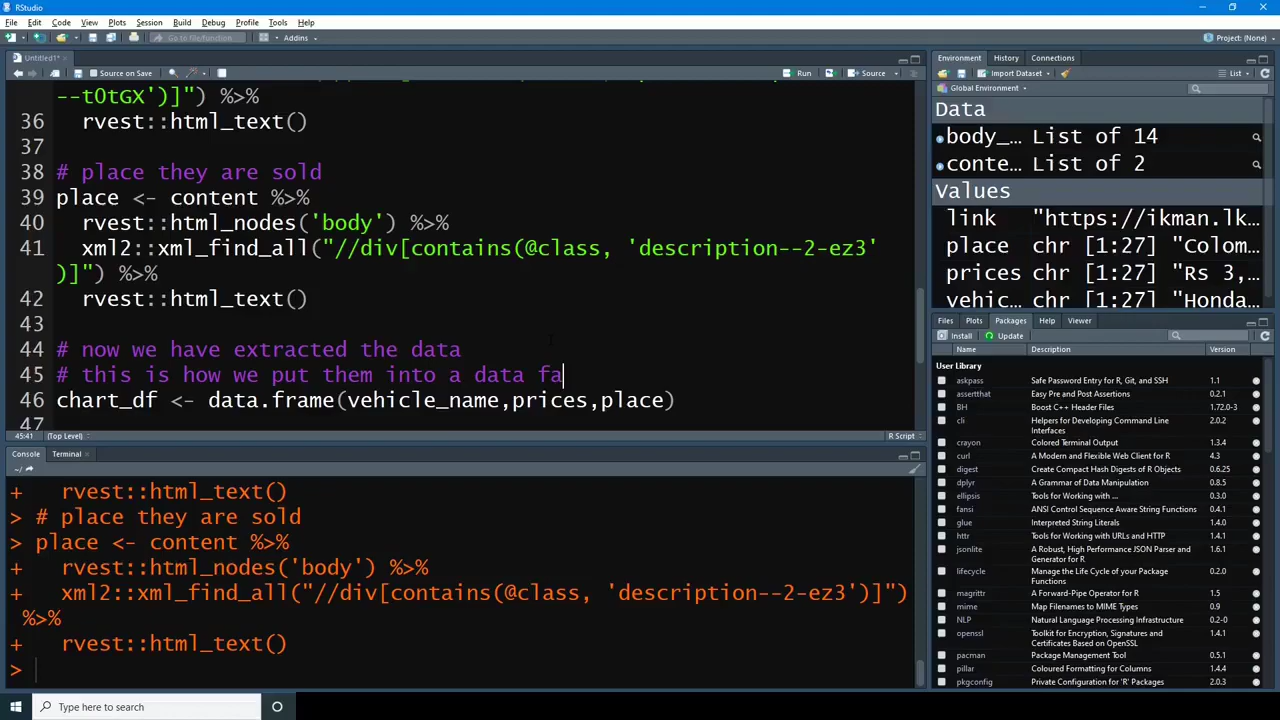 RStudio
File Edit Code View Plots Session Build Debug Profile Tools Help
Go to file/function Addins Project: (None)
Untitled1*
Source on Save Run Source
--tOtGX')]") %>%
36 rvest::html_text()
37
38 # place they are sold
39 place <- content %>%
40 rvest::html_nodes('body') %>%
41 xml2::xml_find_all("//div[contains(@class, 'description--2-ez3'
)]") %>%
42 rvest::html_text()
43
44 # now we have extracted the data
45 # this is how we put them into a data fa
46 chart_df <- data.frame(vehicle_name,prices,place)
47
45:41 (Top Level) R Script
Console Terminal
~/
+ rvest::html_text()
> # place they are sold
> place <- content %>%
+ rvest::html_nodes('body') %>%
+ xml2::xml_find_all("//div[contains(@class, 'description--2-ez3')]")
%>%
+ rvest::html_text()
>
Environment History Connections
Import Dataset List
Global Environment
Data
body_… List of 14
conte… List of 2
Values
link "https://ikman.lk…
place chr [1:27] "Colom…
prices chr [1:27] "Rs 3,…
vehic… chr [1:27] "Honda…
Files Plots Packages Help Viewer
Install Update
Name Description Version
User Library
askpass Safe Password Entry for R, Git, and SSH 1.1
assertthat Easy Pre and Post Assertions 0.2.1
BH Boost C++ Header Files 1.72.0-3
cli Helpers for Developing Command Line Interfaces 2.0.2
crayon Colored Terminal Output 1.3.4
curl A Modern and Flexible Web Client for R 4.3
digest Create Compact Hash Digests of R Objects 0.6.25
dplyr A Grammar of Data Manipulation 0.8.5
ellipsis Tools for Working with ... 0.3.0
fansi ANSI Control Sequence Aware String Functions 0.4.1
glue Interpreted String Literals 1.4.0
httr Tools for Working with URLs and HTTP 1.4.1
jsonlite A Robust, High Performance JSON Parser and Generator for R 1.6.1
lifecycle Manage the Life Cycle of your Package Functions 0.2.0
magrittr A Forward-Pipe Operator for R 1.5
mime Map Filenames to MIME Types 0.9
NLP Natural Language Processing Infrastructure 0.2-0
openssl Toolkit for Encryption, Signatures and Certificates Based on OpenSSL 1.4.1
pacman Package Management Tool 0.5.1
pillar Coloured Formatting for Columns 1.4.4
pkgconfig Private Configuration for 'R' Packages 2.0.3
Type here to search